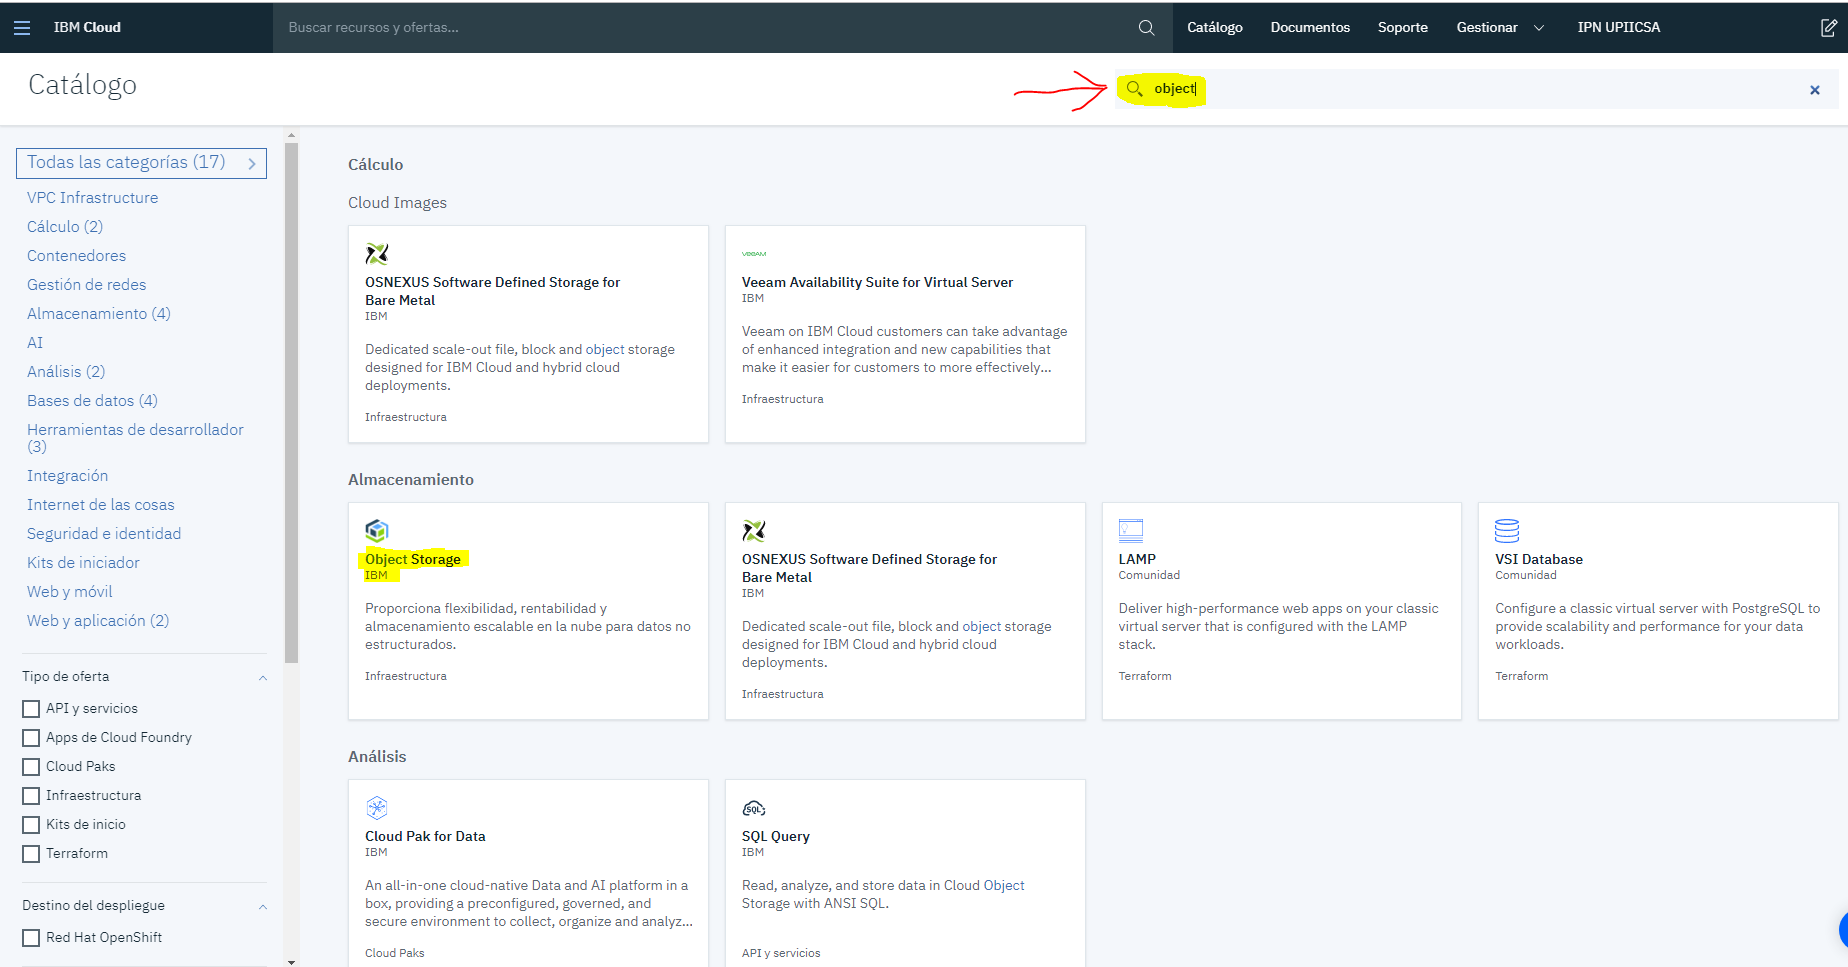 IBM Cloud
Buscar recursos y ofertas...
Catálogo
Documentos
Soporte
Gestionar
IPN UPIICSA
Catálogo
object
Todas las categorías (17)
VPC Infrastructure
Cálculo (2)
Contenedores
Gestión de redes
Almacenamiento (4)
AI
Análisis (2)
Bases de datos (4)
Herramientas de desarrollador
(3)
Integración
Internet de las cosas
Seguridad e identidad
Kits de iniciador
Web y móvil
Web y aplicación (2)
Tipo de oferta
API y servicios
Apps de Cloud Foundry
Cloud Paks
Infraestructura
Kits de inicio
Terraform
Destino del despliegue
Red Hat OpenShift
Cálculo
Cloud Images
OSNEXUS Software Defined Storage for
Bare Metal
IBM
Dedicated scale-out file, block and object storage
designed for IBM Cloud and hybrid cloud
deployments.
Infraestructura
veeam
Veeam Availability Suite for Virtual Server
IBM
Veeam on IBM Cloud customers can take advantage
of enhanced integration and new capabilities that
make it easier for customers to more effectively...
Infraestructura
Almacenamiento
Object Storage
IBM
Proporciona flexibilidad, rentabilidad y
almacenamiento escalable en la nube para datos no
estructurados.
Infraestructura
OSNEXUS Software Defined Storage for
Bare Metal
IBM
Dedicated scale-out file, block and object storage
designed for IBM Cloud and hybrid cloud
deployments.
Infraestructura
LAMP
Comunidad
Deliver high-performance web apps on your classic
virtual server that is configured with the LAMP
stack.
Terraform
VSI Database
Comunidad
Configure a classic virtual server with PostgreSQL to
provide scalability and performance for your data
workloads.
Terraform
Análisis
Cloud Pak for Data
IBM
An all-in-one cloud-native Data and AI platform in a
box, providing a preconfigured, governed, and
secure environment to collect, organize and analyz...
Cloud Paks
SQL
SQL Query
IBM
Read, analyze, and store data in Cloud Object
Storage with ANSI SQL.
API y servicios